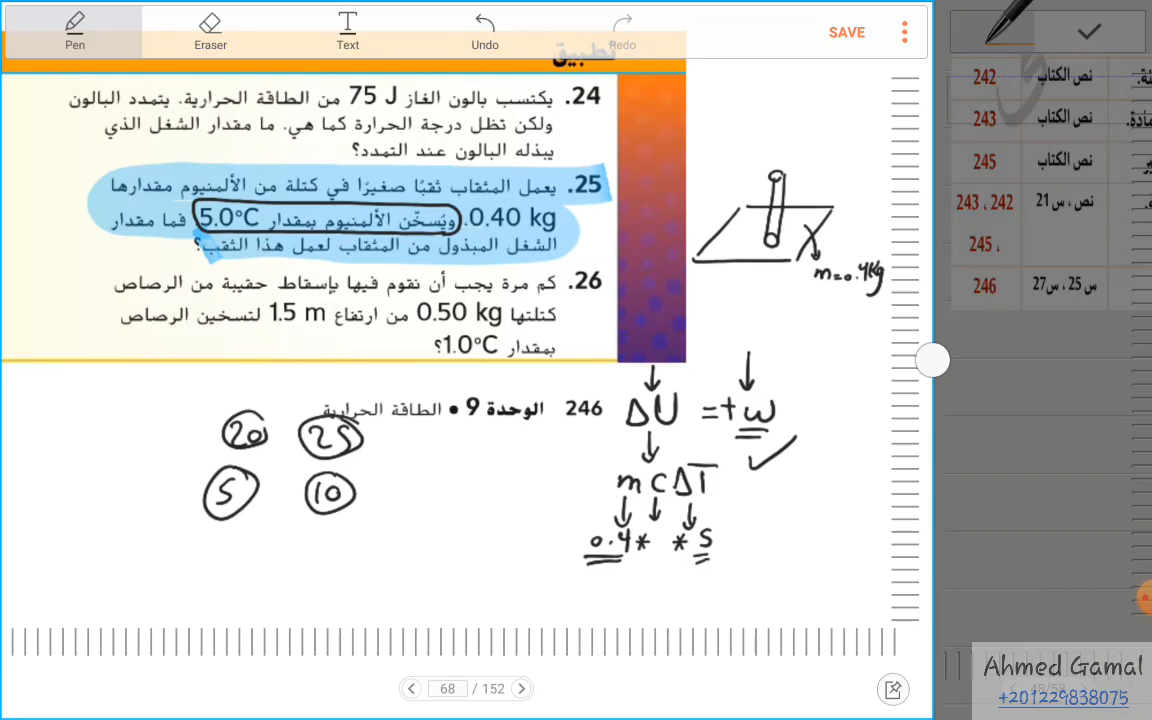 Pen
Eraser
Text
Undo
Redo
SAVE
تطبيق
24. يكتسب بالون الغاز 75 J من الطاقة الحرارية. يتمدد البالون
ولكن تظل درجة الحرارة كما هي. ما مقدار الشغل الذي
يبذله البالون عند التمدد؟
25. يعمل المثقاب ثقبًا صغيرًا في كتلة من الألمنيوم مقدارها
0.40 kg. ويُسخّن الألمنيوم بمقدار 5.0°C فما مقدار
الشغل المبذول من المثقاب لعمل هذا الثقب؟
26. كم مرة يجب أن نقوم فيها بإسقاط حقيبة من الرصاص
كتلتها 0.50 kg من ارتفاع 1.5 m لتسخين الرصاص
بمقدار 1.0°C؟
246 الوحدة 9 • الطاقة الحرارية
m=0.4kg
ΔU = + w
m C ΔT
0.4* * 5
20 25
5 10
نص الكتاب 242
نص الكتاب 243
نص الكتاب 245
نص ، س 21 242 ، 243
، 245
س 25 ، س27 246
68 / 152
48/58
Ahmed Gamal
+201229838075